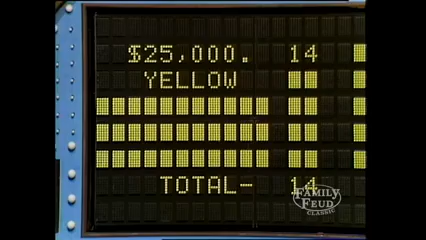 $25,000. 14
YELLOW
TOTAL- 14
FAMILY
FEUD
CLASSIC